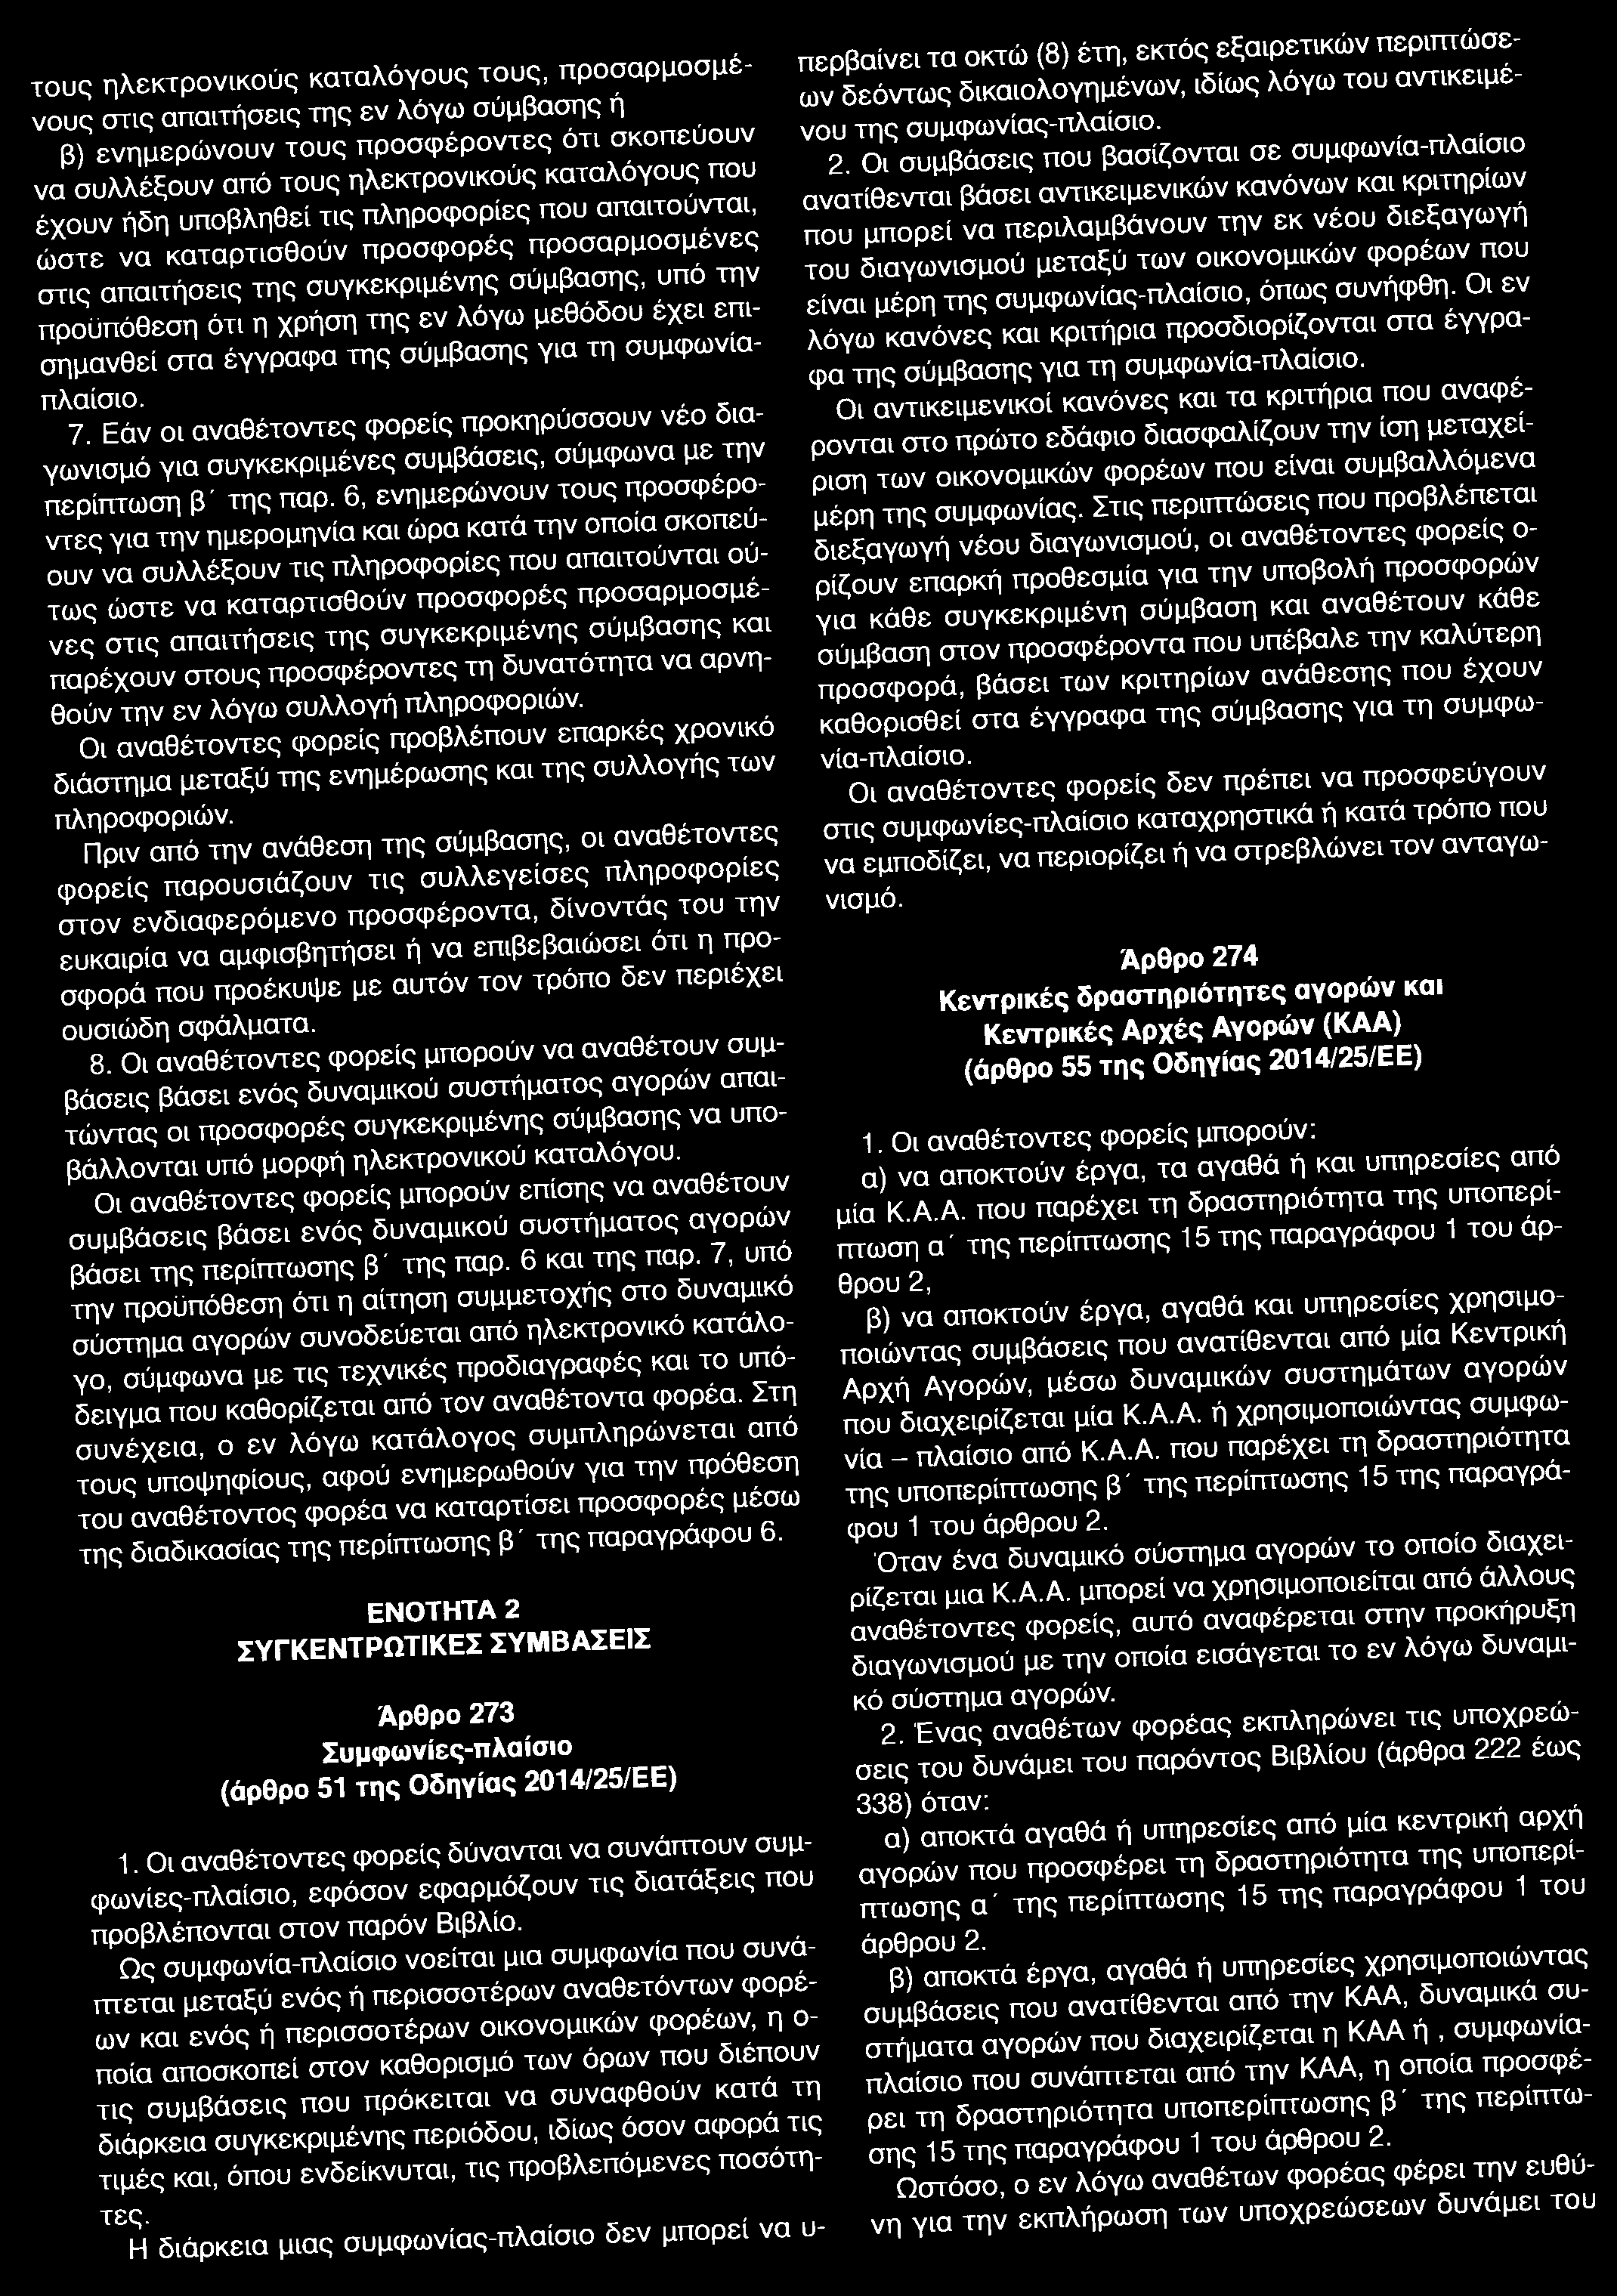 τους ηλεκτρονικούς καταλόγους τους, προσαρμοσμέ-
νους στις απαιτήσεις της εν λόγω σύμβασης ή
β) ενημερώνουν τους προσφέροντες ότι σκοπεύουν
να συλλέξουν από τους ηλεκτρονικούς καταλόγους που
έχουν ήδη υποβληθεί τις πληροφορίες που απαιτούνται,
ώστε να καταρτισθούν προσφορές προσαρμοσμένες
στις απαιτήσεις της συγκεκριμένης σύμβασης, υπό την
προϋπόθεση ότι η χρήση της εν λόγω μεθόδου έχει επι-
σημανθεί στα έγγραφα της σύμβασης για τη συμφωνία-
πλαίσιο.
7. Εάν οι αναθέτοντες φορείς προκηρύσσουν νέο δια-
γωνισμό για συγκεκριμένες συμβάσεις, σύμφωνα με την
περίπτωση β΄ της παρ. 6, ενημερώνουν τους προσφέρο-
ντες για την ημερομηνία και ώρα κατά την οποία σκοπεύ-
ουν να συλλέξουν τις πληροφορίες που απαιτούνται ού-
τως ώστε να καταρτισθούν προσφορές προσαρμοσμέ-
νες στις απαιτήσεις της συγκεκριμένης σύμβασης και
παρέχουν στους προσφέροντες τη δυνατότητα να αρνη-
θούν την εν λόγω συλλογή πληροφοριών.
Οι αναθέτοντες φορείς προβλέπουν επαρκές χρονικό
διάστημα μεταξύ της ενημέρωσης και της συλλογής των
πληροφοριών.
Πριν από την ανάθεση της σύμβασης, οι αναθέτοντες
φορείς παρουσιάζουν τις συλλεγείσες πληροφορίες
στον ενδιαφερόμενο προσφέροντα, δίνοντάς του την
ευκαιρία να αμφισβητήσει ή να επιβεβαιώσει ότι η προ-
σφορά που προέκυψε με αυτόν τον τρόπο δεν περιέχει
ουσιώδη σφάλματα.
8. Οι αναθέτοντες φορείς μπορούν να αναθέτουν συμ-
βάσεις βάσει ενός δυναμικού συστήματος αγορών απαι-
τώντας οι προσφορές συγκεκριμένης σύμβασης να υπο-
βάλλονται υπό μορφή ηλεκτρονικού καταλόγου.
Οι αναθέτοντες φορείς μπορούν επίσης να αναθέτουν
συμβάσεις βάσει ενός δυναμικού συστήματος αγορών
βάσει της περίπτωσης β΄ της παρ. 6 και της παρ. 7, υπό
την προϋπόθεση ότι η αίτηση συμμετοχής στο δυναμικό
σύστημα αγορών συνοδεύεται από ηλεκτρονικό κατάλο-
γο, σύμφωνα με τις τεχνικές προδιαγραφές και το υπό-
δειγμα που καθορίζεται από τον αναθέτοντα φορέα. Στη
συνέχεια, ο εν λόγω κατάλογος συμπληρώνεται από
τους υποψηφίους, αφού ενημερωθούν για την πρόθεση
του αναθέτοντος φορέα να καταρτίσει προσφορές μέσω
της διαδικασίας της περίπτωσης β΄ της παραγράφου 6.
ΕΝΟΤΗΤΑ 2
ΣΥΓΚΕΝΤΡΩΤΙΚΕΣ ΣΥΜΒΑΣΕΙΣ
Άρθρο 273
Συμφωνίες-πλαίσιο
(άρθρο 51 της Οδηγίας 2014/25/ΕΕ)
1. Οι αναθέτοντες φορείς δύνανται να συνάπτουν συμ-
φωνίες-πλαίσιο, εφόσον εφαρμόζουν τις διατάξεις που
προβλέπονται στον παρόν Βιβλίο.
Ως συμφωνία-πλαίσιο νοείται μια συμφωνία που συνά-
πτεται μεταξύ ενός ή περισσοτέρων αναθετόντων φορέ-
ων και ενός ή περισσοτέρων οικονομικών φορέων, η ο-
ποία αποσκοπεί στον καθορισμό των όρων που διέπουν
τις συμβάσεις που πρόκειται να συναφθούν κατά τη
διάρκεια συγκεκριμένης περιόδου, ιδίως όσον αφορά τις
τιμές και, όπου ενδείκνυται, τις προβλεπόμενες ποσότη-
τες.
Η διάρκεια μιας συμφωνίας-πλαίσιο δεν μπορεί να υ-
περβαίνει τα οκτώ (8) έτη, εκτός εξαιρετικών περιπτώσε-
ων δεόντως δικαιολογημένων, ιδίως λόγω του αντικειμέ-
νου της συμφωνίας-πλαίσιο.
2. Οι συμβάσεις που βασίζονται σε συμφωνία-πλαίσιο
ανατίθενται βάσει αντικειμενικών κανόνων και κριτηρίων
που μπορεί να περιλαμβάνουν την εκ νέου διεξαγωγή
του διαγωνισμού μεταξύ των οικονομικών φορέων που
είναι μέρη της συμφωνίας-πλαίσιο, όπως συνήφθη. Οι εν
λόγω κανόνες και κριτήρια προσδιορίζονται στα έγγρα-
φα της σύμβασης για τη συμφωνία-πλαίσιο.
Οι αντικειμενικοί κανόνες και τα κριτήρια που αναφέ-
ρονται στο πρώτο εδάφιο διασφαλίζουν την ίση μεταχεί-
ριση των οικονομικών φορέων που είναι συμβαλλόμενα
μέρη της συμφωνίας. Στις περιπτώσεις που προβλέπεται
διεξαγωγή νέου διαγωνισμού, οι αναθέτοντες φορείς ο-
ρίζουν επαρκή προθεσμία για την υποβολή προσφορών
για κάθε συγκεκριμένη σύμβαση και αναθέτουν κάθε
σύμβαση στον προσφέροντα που υπέβαλε την καλύτερη
προσφορά, βάσει των κριτηρίων ανάθεσης που έχουν
καθορισθεί στα έγγραφα της σύμβασης για τη συμφω-
νία-πλαίσιο.
Οι αναθέτοντες φορείς δεν πρέπει να προσφεύγουν
στις συμφωνίες-πλαίσιο καταχρηστικά ή κατά τρόπο που
να εμποδίζει, να περιορίζει ή να στρεβλώνει τον ανταγω-
νισμό.
Άρθρο 274
Κεντρικές δραστηριότητες αγορών και
Κεντρικές Αρχές Αγορών (ΚΑΑ)
(άρθρο 55 της Οδηγίας 2014/25/ΕΕ)
1. Οι αναθέτοντες φορείς μπορούν:
α) να αποκτούν έργα, τα αγαθά ή και υπηρεσίες από
μία Κ.Α.Α. που παρέχει τη δραστηριότητα της υποπερί-
πτωση α΄ της περίπτωσης 15 της παραγράφου 1 του άρ-
θρου 2,
β) να αποκτούν έργα, αγαθά και υπηρεσίες χρησιμο-
ποιώντας συμβάσεις που ανατίθενται από μία Κεντρική
Αρχή Αγορών, μέσω δυναμικών συστημάτων αγορών
που διαχειρίζεται μία Κ.Α.Α. ή χρησιμοποιώντας συμφω-
νία – πλαίσιο από Κ.Α.Α. που παρέχει τη δραστηριότητα
της υποπερίπτωσης β΄ της περίπτωσης 15 της παραγρά-
φου 1 του άρθρου 2.
Όταν ένα δυναμικό σύστημα αγορών το οποίο διαχει-
ρίζεται μια Κ.Α.Α. μπορεί να χρησιμοποιείται από άλλους
αναθέτοντες φορείς, αυτό αναφέρεται στην προκήρυξη
διαγωνισμού με την οποία εισάγεται το εν λόγω δυναμι-
κό σύστημα αγορών.
2. Ένας αναθέτων φορέας εκπληρώνει τις υποχρεώ-
σεις του δυνάμει του παρόντος Βιβλίου (άρθρα 222 έως
338) όταν:
α) αποκτά αγαθά ή υπηρεσίες από μία κεντρική αρχή
αγορών που προσφέρει τη δραστηριότητα της υποπερί-
πτωσης α΄ της περίπτωσης 15 της παραγράφου 1 του
άρθρου 2.
β) αποκτά έργα, αγαθά ή υπηρεσίες χρησιμοποιώντας
συμβάσεις που ανατίθενται από την ΚΑΑ, δυναμικά συ-
στήματα αγορών που διαχειρίζεται η ΚΑΑ ή , συμφωνία-
πλαίσιο που συνάπτεται από την ΚΑΑ, η οποία προσφέ-
ρει τη δραστηριότητα υποπερίπτωσης β΄ της περίπτω-
σης 15 της παραγράφου 1 του άρθρου 2.
Ωστόσο, ο εν λόγω αναθέτων φορέας φέρει την ευθύ-
νη για την εκπλήρωση των υποχρεώσεων δυνάμει του